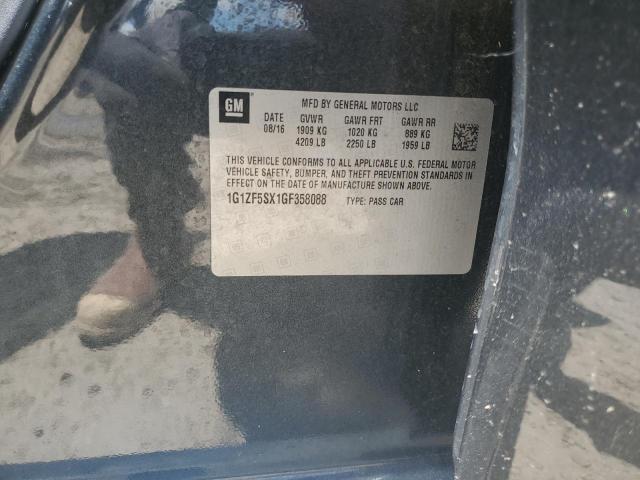 GM
MFD BY GENERAL MOTORS LLC
DATE GVWR GAWR FRT GAWR RR
08/16 1909 KG 1020 KG 889 KG
4209 LB 2250 LB 1959 LB
THIS VEHICLE CONFORMS TO ALL APPLICABLE U.S. FEDERAL MOTOR
VEHICLE SAFETY, BUMPER, AND THEFT PREVENTION STANDARDS IN
EFFECT ON THE DATE OF MANUFACTURE SHOWN ABOVE.
1G1ZF5SX1GF358088 TYPE: PASS CAR